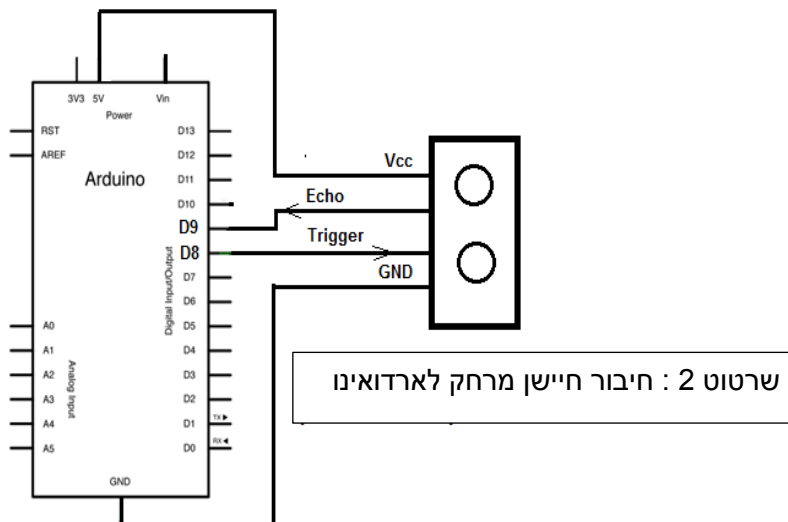 3V3 5V Vin
Power
RST D13
AREF D12
Arduino D11
D10
D9
D8
D7
D6
A0 D5
A1 D4
A2 D3
A3 D2
A4 D1 TX ▶
A5 D0 RX ◀
Analog Input
Digital Input/Output
GND
Vcc
Echo
Trigger
GND
שרטוט 2 : חיבור חיישן מרחק לארדואינו